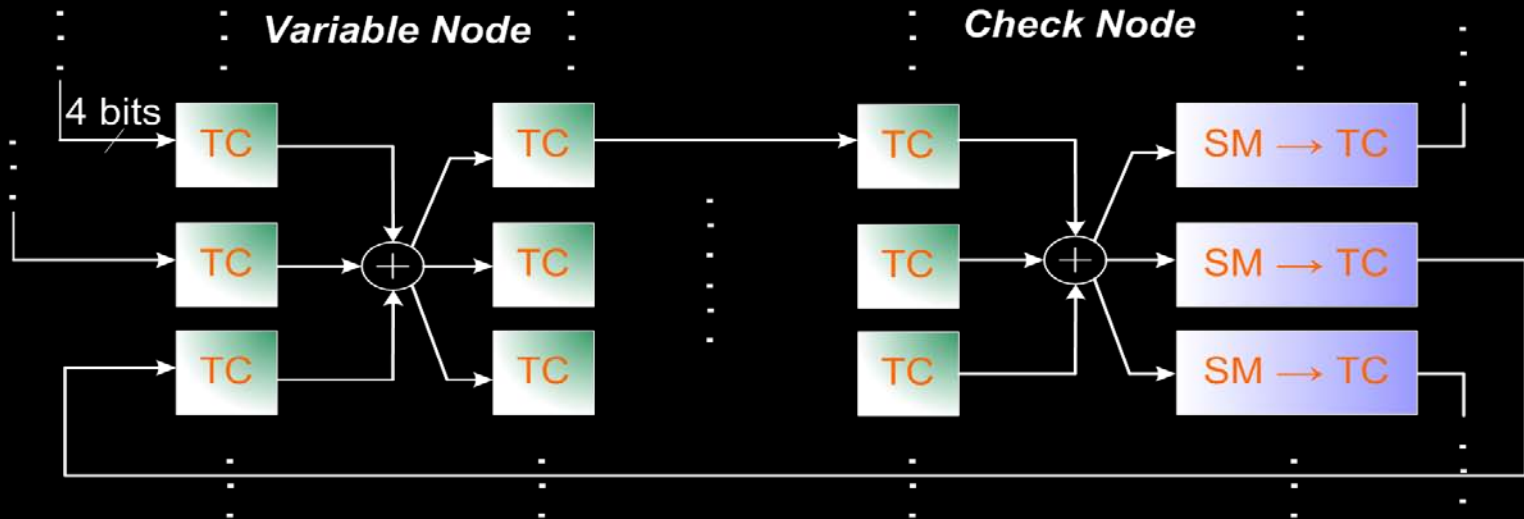 Variable Node
Check Node
4 bits
TC
TC
TC
SM → TC
TC
TC
TC
SM → TC
TC
TC
TC
SM → TC